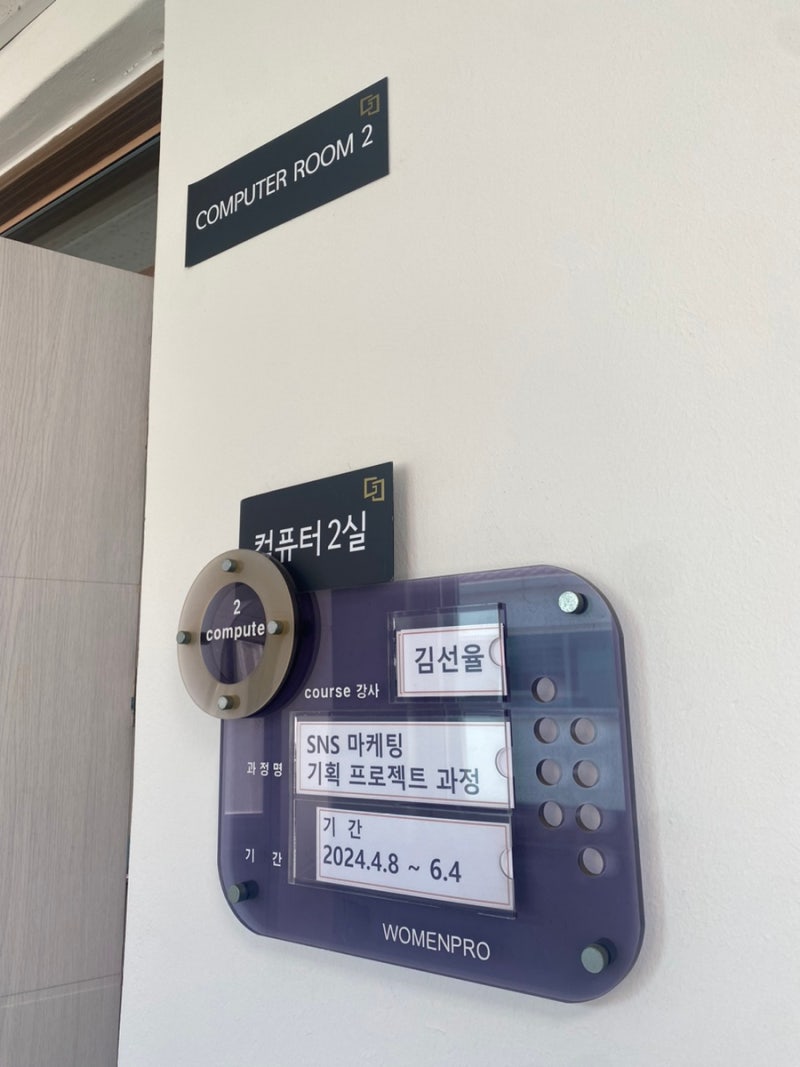 COMPUTER ROOM 2
컴퓨터 2실
2
compute
course 강사
김선율
과정명
SNS 마케팅
기획 프로젝트 과정
기 간
기 간
2024.4.8 ~ 6.4
WOMENPRO